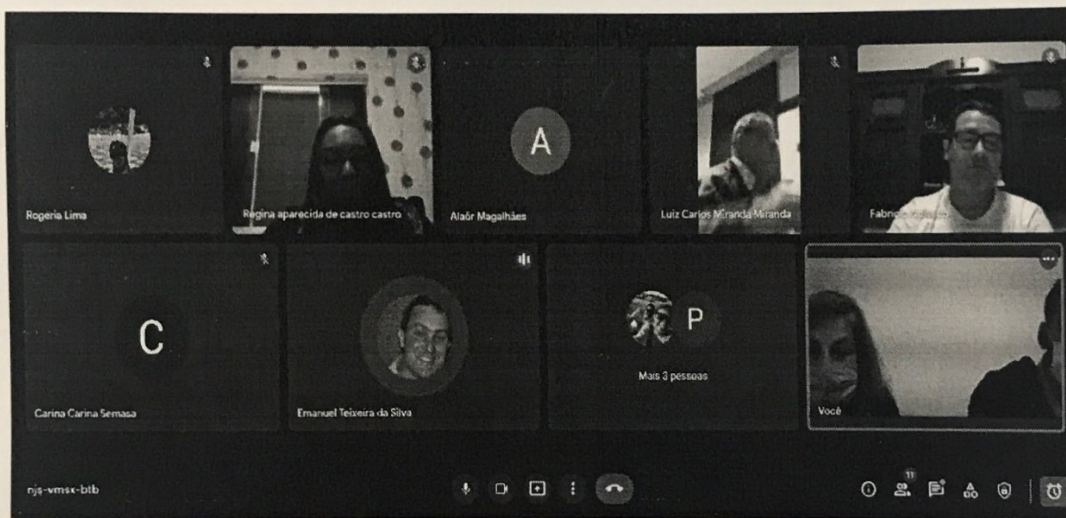 Rogeria Lima
Regina aparecida de castro castro
A
Alaôr Magalhães
Luiz Carlos Miranda Miranda
C
Carina Carina Semasa
Emanuel Teixeira da Silva
P
Mais 3 pessoas
Você
njs-vmsx-btb
11